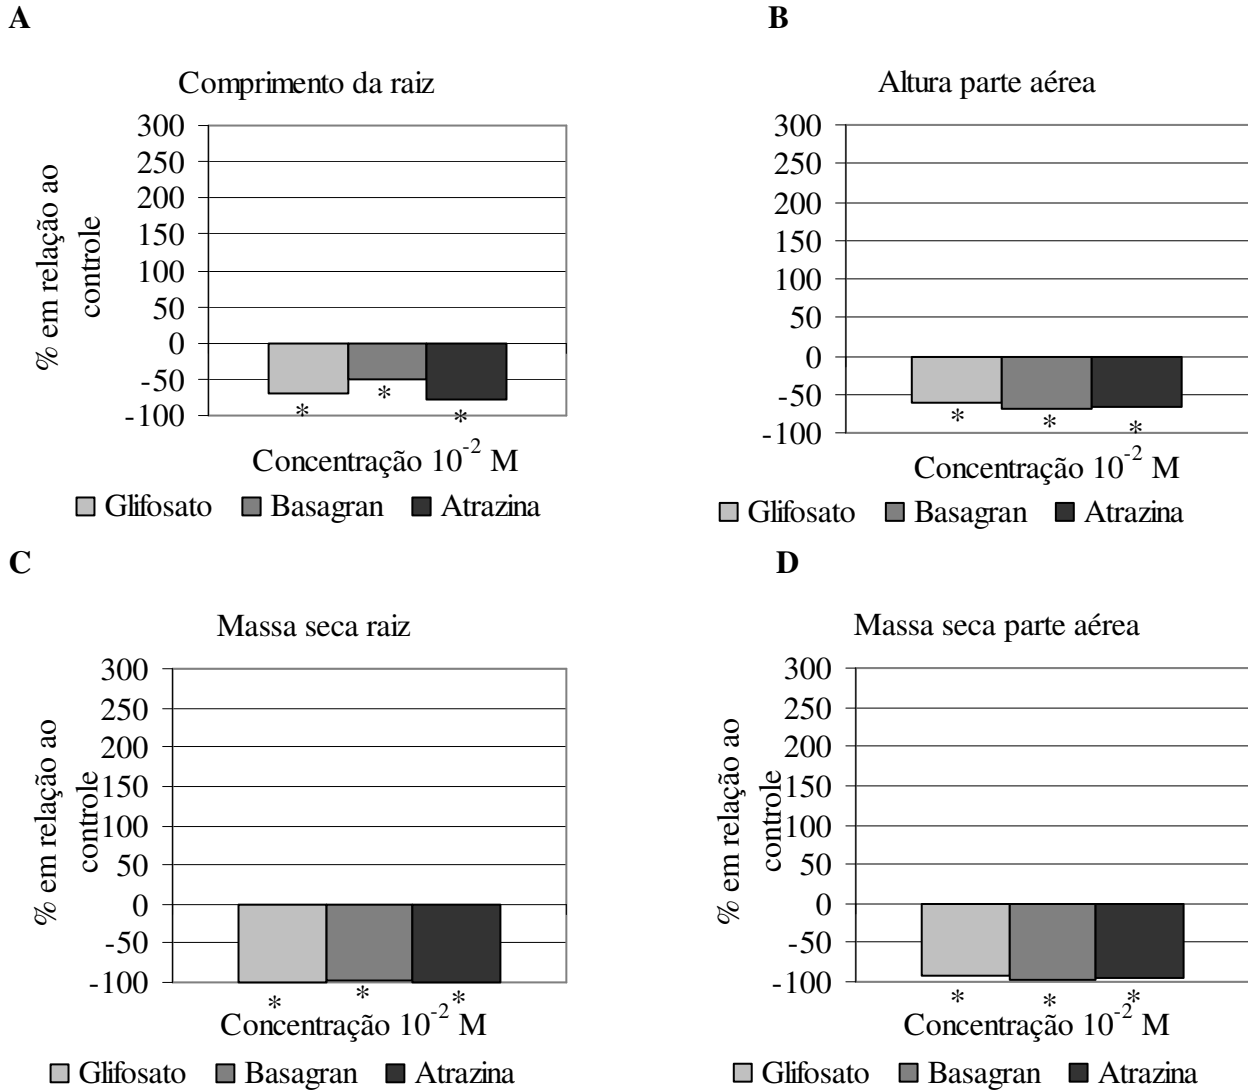 A
Comprimento da raiz
% em relação ao
controle
300
250
200
150
100
50
0
-50
-100
*
*
*
Concentração 10⁻² M
Glifosato Basagran Atrazina
B
Altura parte aérea
300
250
200
150
100
50
0
-50
-100
*
*
*
Concentração 10⁻² M
Glifosato Basagran Atrazina
C
Massa seca raiz
% em relação ao
controle
300
250
200
150
100
50
0
-50
-100
*
*
*
Concentração 10⁻² M
Glifosato Basagran Atrazina
D
Massa seca parte aérea
% em relação ao
controle
300
250
200
150
100
50
0
-50
-100
*
*
*
Concentração 10⁻² M
Glifosato Basagran Atrazina